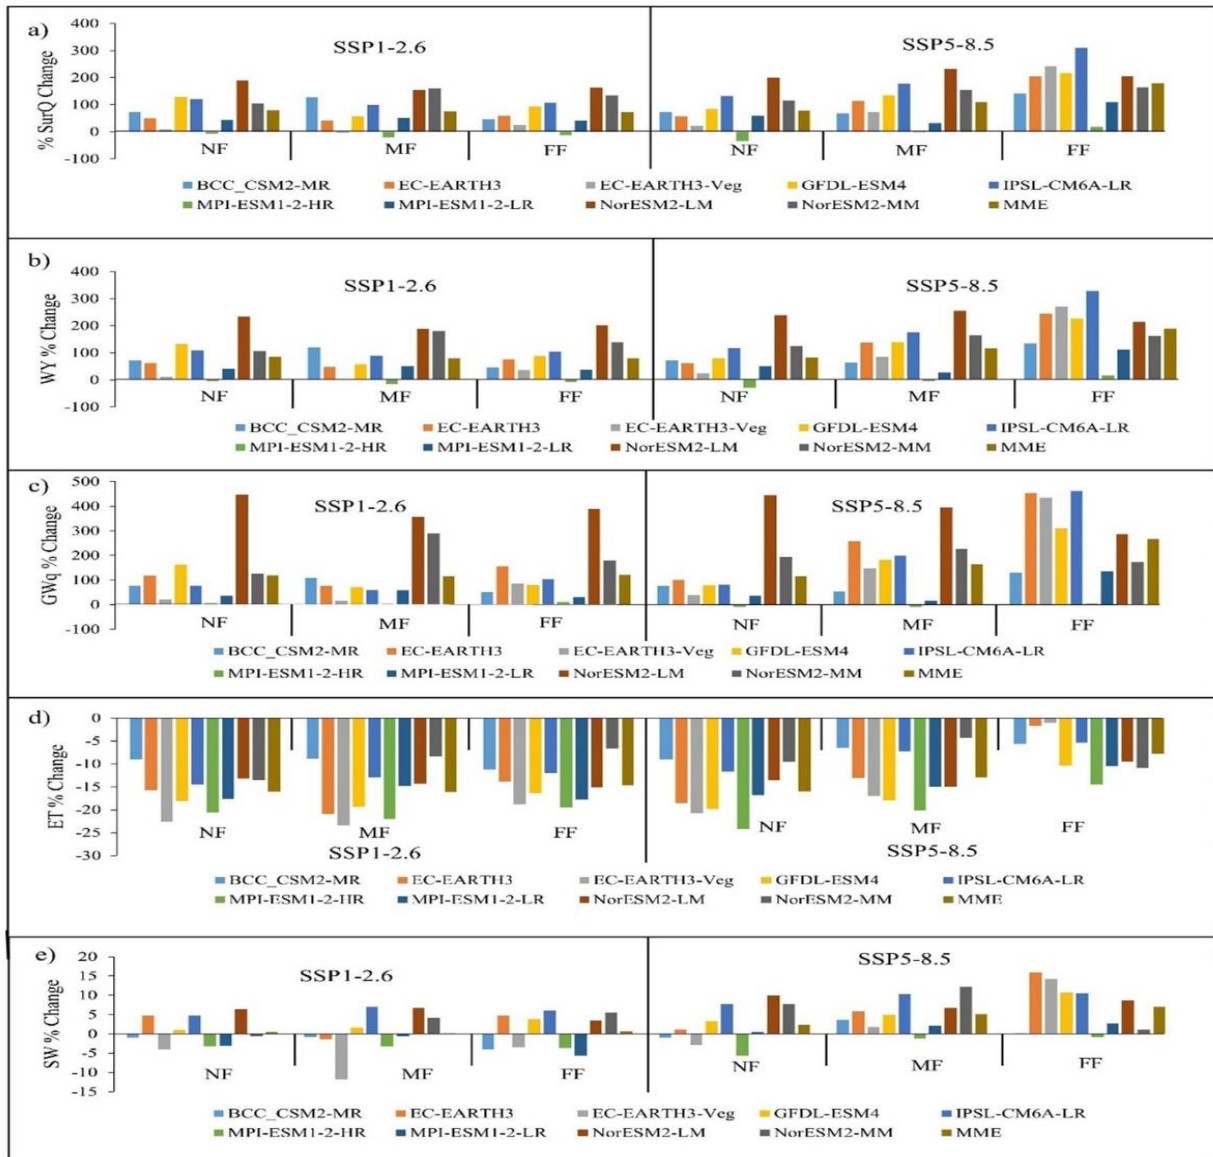 a)
% SurQ Change
400
300
200
100
0
-100
SSP1-2.6
SSP5-8.5
NF
MF
FF
NF
MF
FF
BCC_CSM2-MR EC-EARTH3 EC-EARTH3-Veg GFDL-ESM4 IPSL-CM6A-LR
MPI-ESM1-2-HR MPI-ESM1-2-LR NorESM2-LM NorESM2-MM MME
b)
WY % Change
400
300
200
100
0
-100
SSP1-2.6
SSP5-8.5
NF
MF
FF
NF
MF
FF
BCC_CSM2-MR EC-EARTH3 EC-EARTH3-Veg GFDL-ESM4 IPSL-CM6A-LR
MPI-ESM1-2-HR MPI-ESM1-2-LR NorESM2-LM NorESM2-MM MME
c)
GWq % Change
500
400
300
200
100
0
-100
SSP1-2.6
SSP5-8.5
NF
MF
FF
NF
MF
FF
BCC_CSM2-MR EC-EARTH3 EC-EARTH3-Veg GFDL-ESM4 IPSL-CM6A-LR
MPI-ESM1-2-HR MPI-ESM1-2-LR NorESM2-LM NorESM2-MM MME
d)
ET % Change
0
-5
-10
-15
-20
-25
-30
NF
MF
FF
NF
MF
FF
SSP1-2.6
SSP5-8.5
BCC_CSM2-MR EC-EARTH3 EC-EARTH3-Veg GFDL-ESM4 IPSL-CM6A-LR
MPI-ESM1-2-HR MPI-ESM1-2-LR NorESM2-LM NorESM2-MM MME
e)
SW % Change
20
15
10
5
0
-5
-10
-15
SSP1-2.6
SSP5-8.5
NF
MF
FF
NF
MF
FF
BCC_CSM2-MR EC-EARTH3 EC-EARTH3-Veg GFDL-ESM4 IPSL-CM6A-LR
MPI-ESM1-2-HR MPI-ESM1-2-LR NorESM2-LM NorESM2-MM MME